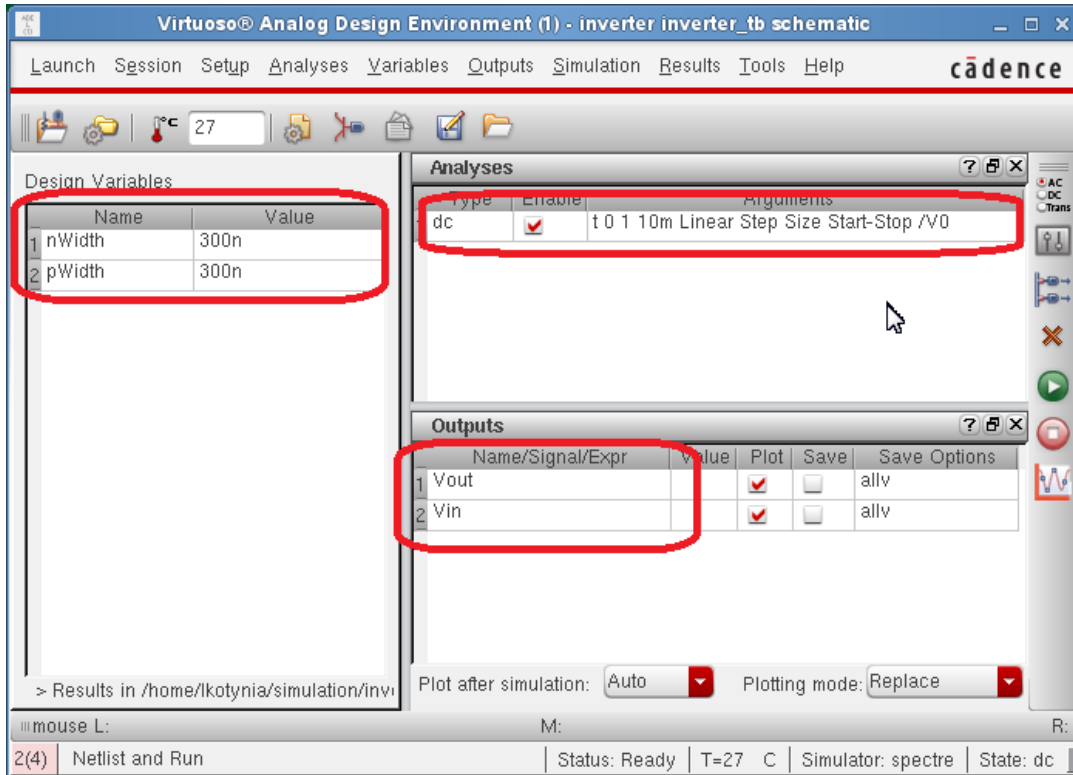 Virtuoso® Analog Design Environment (1) - inverter inverter_tb schematic
Launch Session Setup Analyses Variables Outputs Simulation Results Tools Help cādence
°C 27
Design Variables
Name Value
1 nWidth 300n
2 pWidth 300n
> Results in /home/lkotynia/simulation/inv
Analyses
Type Enable Arguments
dc t 0 1 10m Linear Step Size Start-Stop /V0
AC
DC
Trans
Outputs
Name/Signal/Expr Value Plot Save Save Options
1 Vout allv
2 Vin allv
Plot after simulation: Auto Plotting mode: Replace
mouse L: M: R:
2(4) Netlist and Run Status: Ready T=27 C Simulator: spectre State: dc